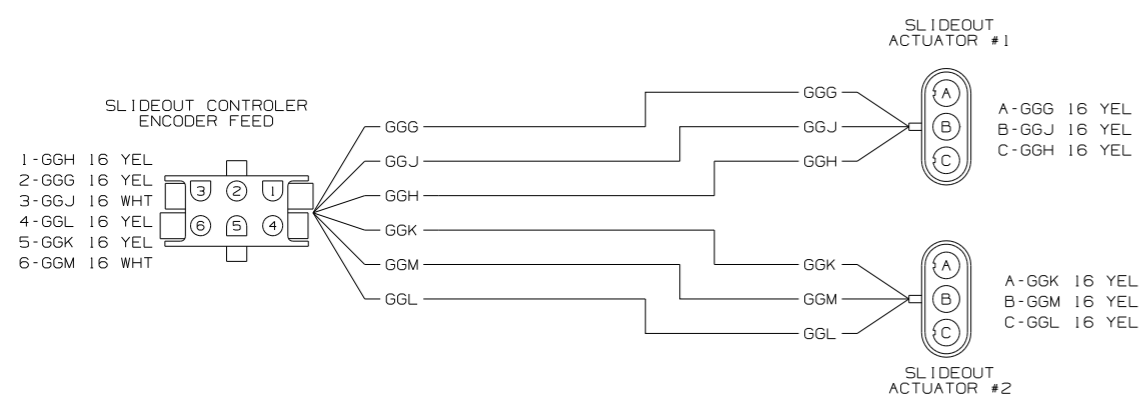 SLIDEOUT
ACTUATOR #1
SLIDEOUT CONTROLER
ENCODER FEED
1-GGH 16 YEL
2-GGG 16 YEL
3-GGJ 16 WHT
4-GGL 16 YEL
5-GGK 16 YEL
6-GGM 16 WHT
3 2 1
6 5 4
GGG
GGJ
GGH
GGK
GGM
GGL
GGG
GGJ
GGH
GGK
GGM
GGL
A
B
C
A-GGG 16 YEL
B-GGJ 16 YEL
C-GGH 16 YEL
A
B
C
A-GGK 16 YEL
B-GGM 16 YEL
C-GGL 16 YEL
SLIDEOUT
ACTUATOR #2